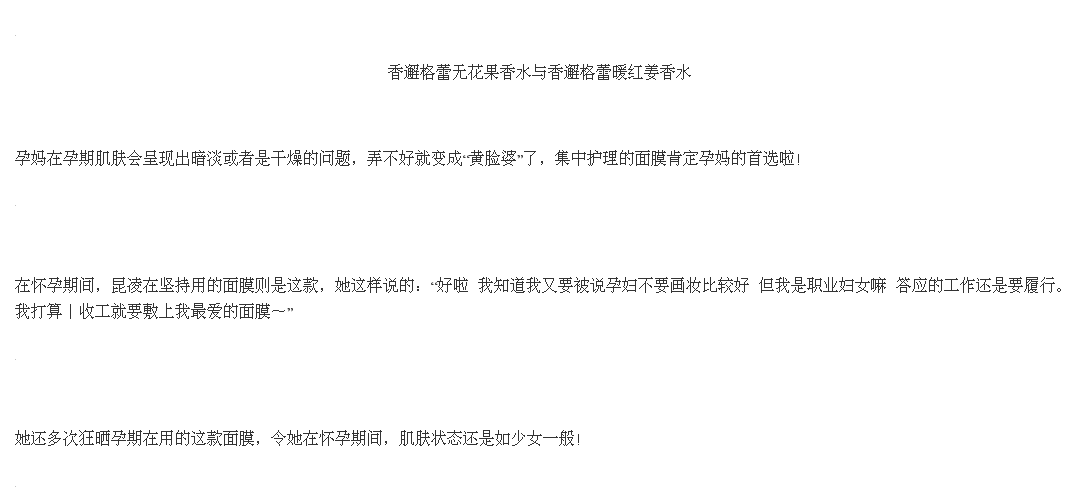 香邂格蕾无花果香水与香邂格蕾暖红姜香水
孕妈在孕期肌肤会呈现出暗淡或者是干燥的问题，弄不好就变成“黄脸婆”了，集中护理的面膜肯定孕妈的首选啦！
在怀孕期间，昆凌在坚持用的面膜则是这款，她这样说的：“好啦 我知道我又要被说孕妇不要画妆比较好 但我是职业妇女嘛 答应的工作还是要履行。
我打算｜收工就要敷上我最爱的面膜～”
她还多次狂晒孕期在用的这款面膜，令她在怀孕期间，肌肤状态还是如少女一般！